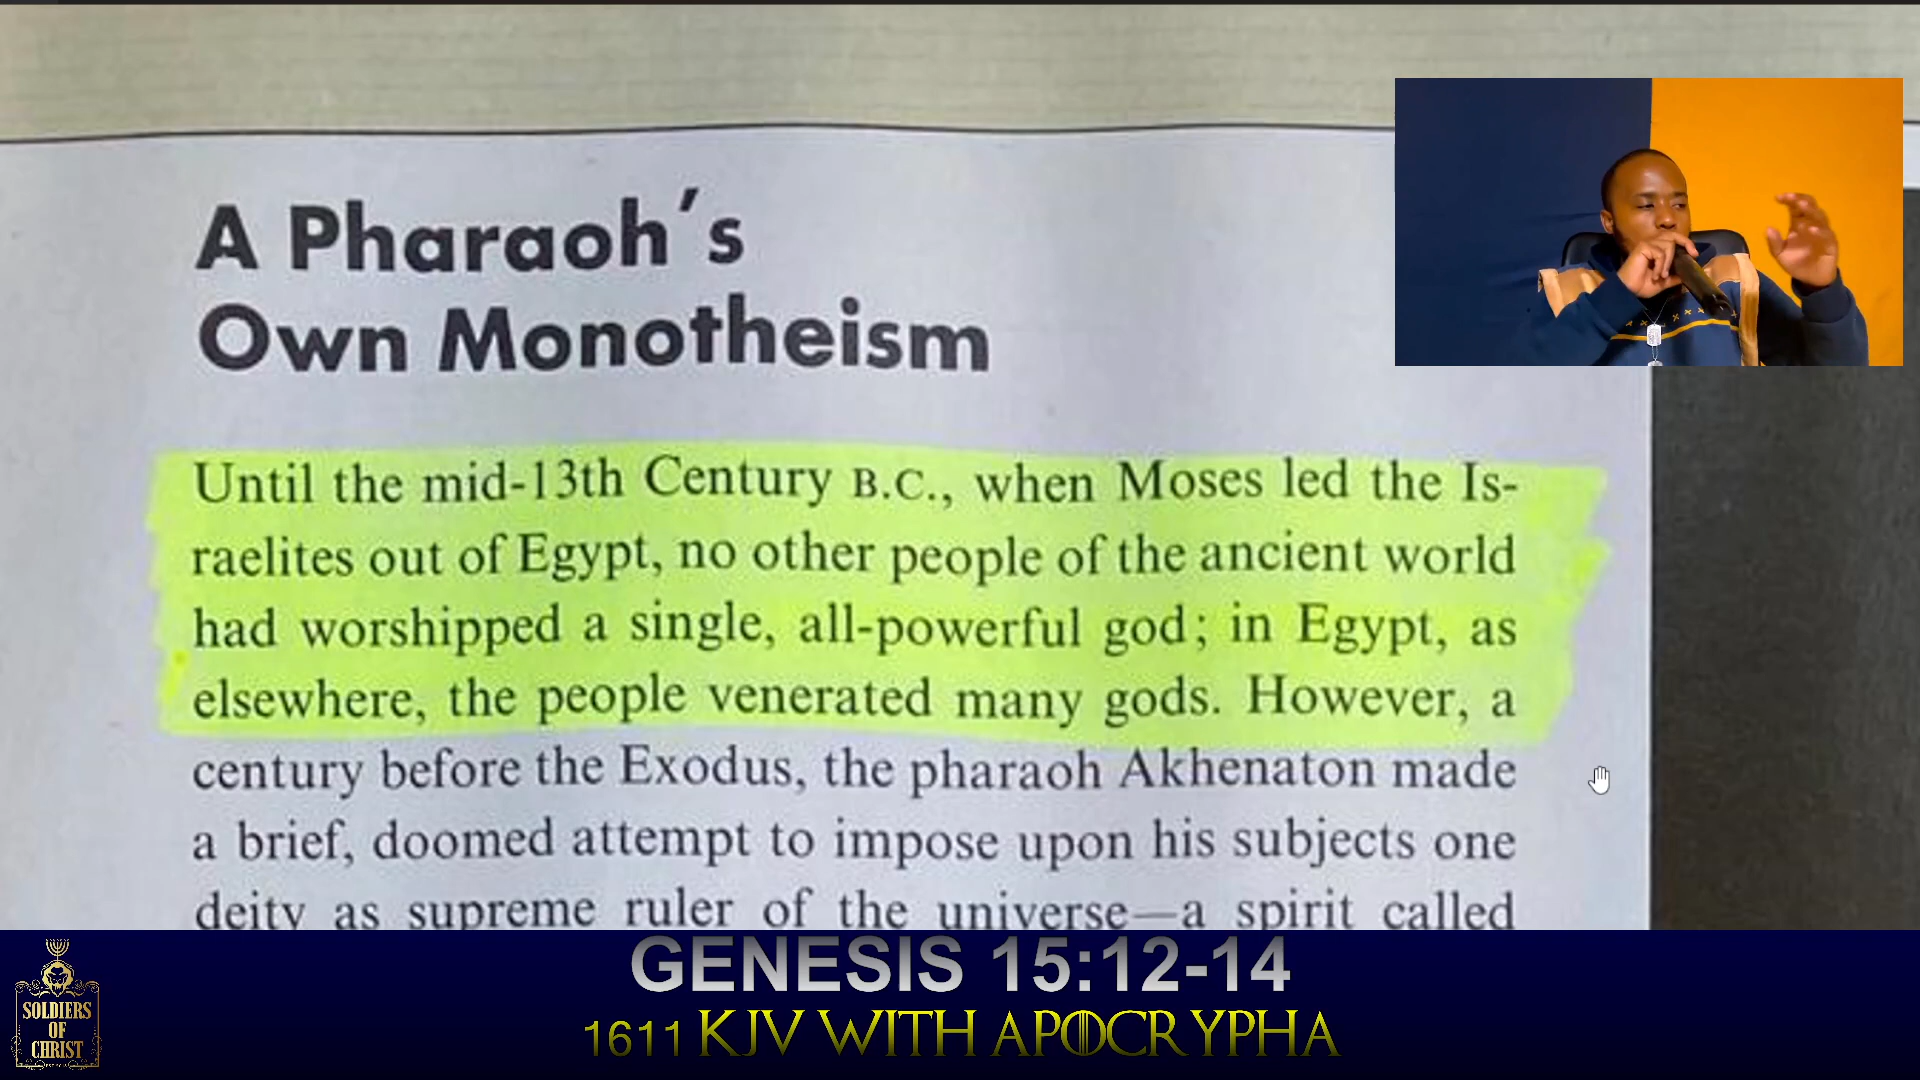 A Pharaoh's
Own Monotheism
Until the mid-13th Century B.C., when Moses led the Is-
raelites out of Egypt, no other people of the ancient world
had worshipped a single, all-powerful god; in Egypt, as
elsewhere, the people venerated many gods. However, a
century before the Exodus, the pharaoh Akhenaton made
a brief, doomed attempt to impose upon his subjects one
deity as supreme ruler of the universe—a spirit called
GENESIS 15:12-14
1611 KJV WITH APOCRYPHA
SOLDIERS
OF
CHRIST